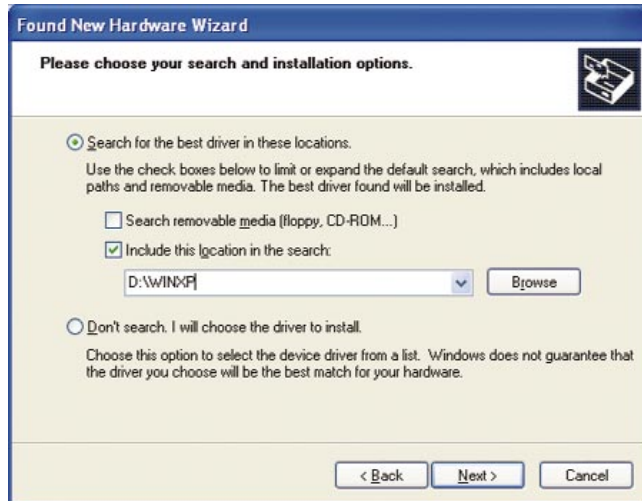 Found New Hardware Wizard
Please choose your search and installation options.
Search for the best driver in these locations.
Use the check boxes below to limit or expand the default search, which includes local
paths and removable media. The best driver found will be installed.
Search removable media (floppy, CD-ROM...)
Include this location in the search:
D:\WINXP
Browse
Don't search. I will choose the driver to install.
Choose this option to select the device driver from a list. Windows does not guarantee that
the driver you choose will be the best match for your hardware.
< Back Next > Cancel